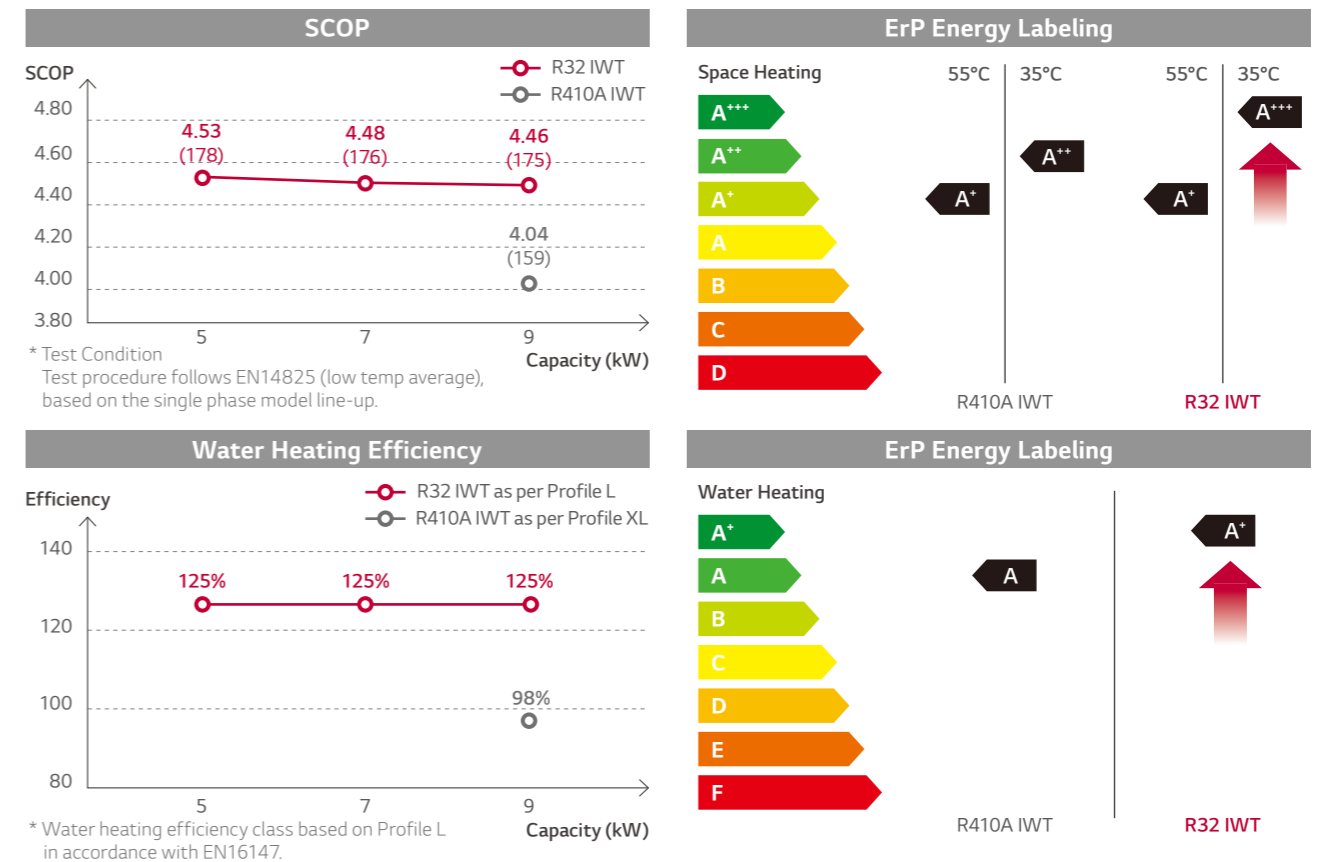 SCOP
SCOP
R32 IWT
R410A IWT
4.80
4.60
4.40
4.20
4.00
3.80
4.53
(178)
4.48
(176)
4.46
(175)
4.04
(159)
5
7
9
Capacity (kW)
* Test Condition
Test procedure follows EN14825 (low temp average),
based on the single phase model line-up.
ErP Energy Labeling
Space Heating
55°C
35°C
55°C
35°C
A+++
A++
A+
A
B
C
D
A+
A++
A+
A+++
R410A IWT
R32 IWT
Water Heating Efficiency
Efficiency
R32 IWT as per Profile L
R410A IWT as per Profile XL
140
120
100
80
125%
125%
125%
98%
5
7
9
Capacity (kW)
* Water heating efficiency class based on Profile L
in accordance with EN16147.
ErP Energy Labeling
Water Heating
A+
A
B
C
D
E
F
A
A+
R410A IWT
R32 IWT